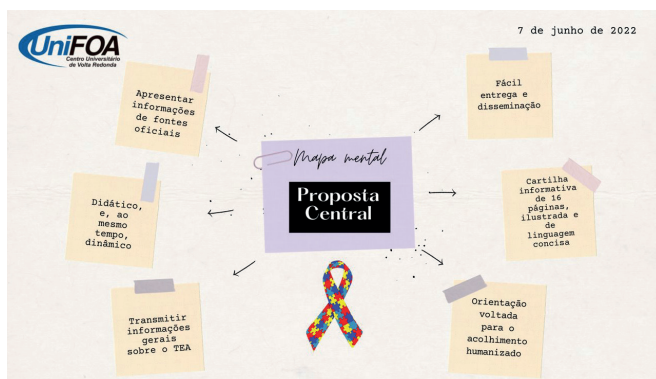 UniFOA
Centro Universitário
de Volta Redonda
7 de junho de 2022
Apresentar
informações
de fontes
oficiais
Fácil
entrega e
disseminação
Mapa mental
Proposta
Central
Didático,
e, ao
mesmo
tempo,
dinâmico
Cartilha
informativa
de 16
páginas,
ilustrada e
de
linguagem
concisa
Transmitir
informações
gerais
sobre o TEA
Orientação
voltada
para o
acolhimento
humanizado